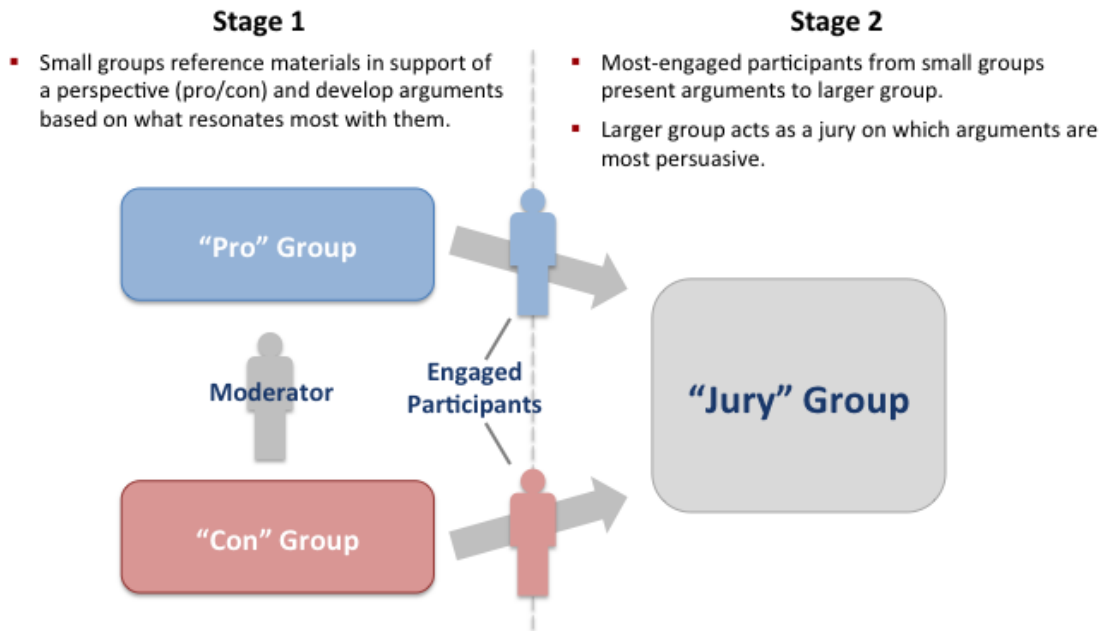 Stage 1
▪ Small groups reference materials in support of
a perspective (pro/con) and develop arguments
based on what resonates most with them.
Stage 2
▪ Most-engaged participants from small groups
present arguments to larger group.
▪ Larger group acts as a jury on which arguments are
most persuasive.
“Pro” Group
Moderator
Engaged
Participants
“Con” Group
“Jury” Group